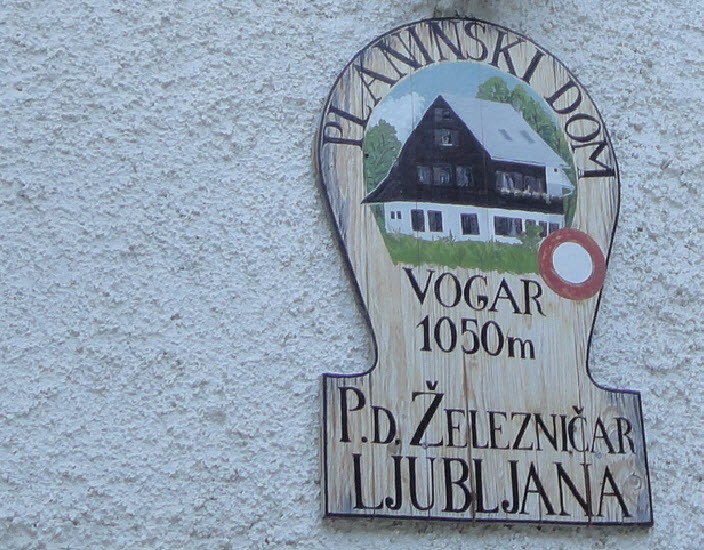 PLANINSKI DOM
VOGAR
1050m
P.D. ŽELEZNIČAR
LJUBLJANA